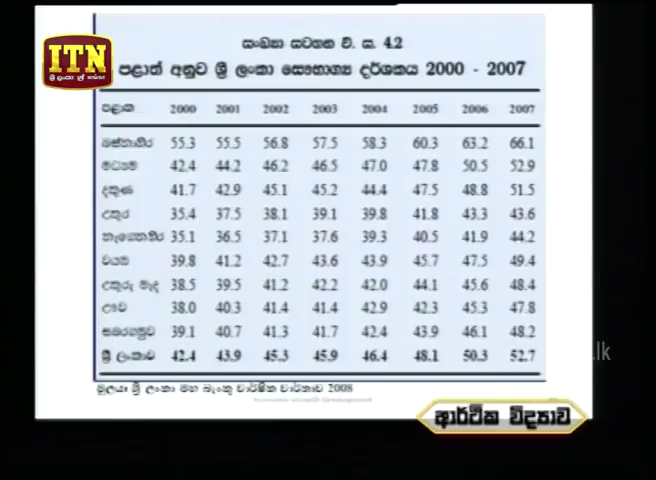 සංඛ්‍යා සටහන වි. ස. 4.2
ITN
ශ්‍රී ලංකා
පළාත් අනුව ශ්‍රී ලංකා සෞභාග්‍ය දර්ශකය 2000 - 2007
පළාත 2000 2001 2002 2003 2004 2005 2006 2007
බස්නාහිර 55.3 55.5 56.8 57.5 58.3 60.3 63.2 66.1
මධ්‍යම 42.4 44.2 46.2 46.5 47.0 47.8 50.5 52.9
දකුණ 41.7 42.9 45.1 45.2 44.4 47.5 48.8 51.5
උතුර 35.4 37.5 38.1 39.1 39.8 41.8 43.3 43.6
නැගෙනහිර 35.1 36.5 37.1 37.6 39.3 40.5 41.9 44.2
වයඹ 39.8 41.2 42.7 43.6 43.9 45.7 47.5 49.4
උතුරු මැද 38.5 39.5 41.2 42.2 42.0 44.1 45.6 48.4
ඌව 38.0 40.3 41.4 41.4 42.9 42.3 45.3 47.8
සබරගමුව 39.1 40.7 41.3 41.7 42.4 43.9 46.1 48.2
ශ්‍රී ලංකාව 42.4 43.9 45.3 45.9 46.4 48.1 50.3 52.7
.lk
මූලය: ශ්‍රී ලංකා මහ බැංකු වාර්ෂික වාර්තාව 2008
ආර්ථික විද්‍යාව